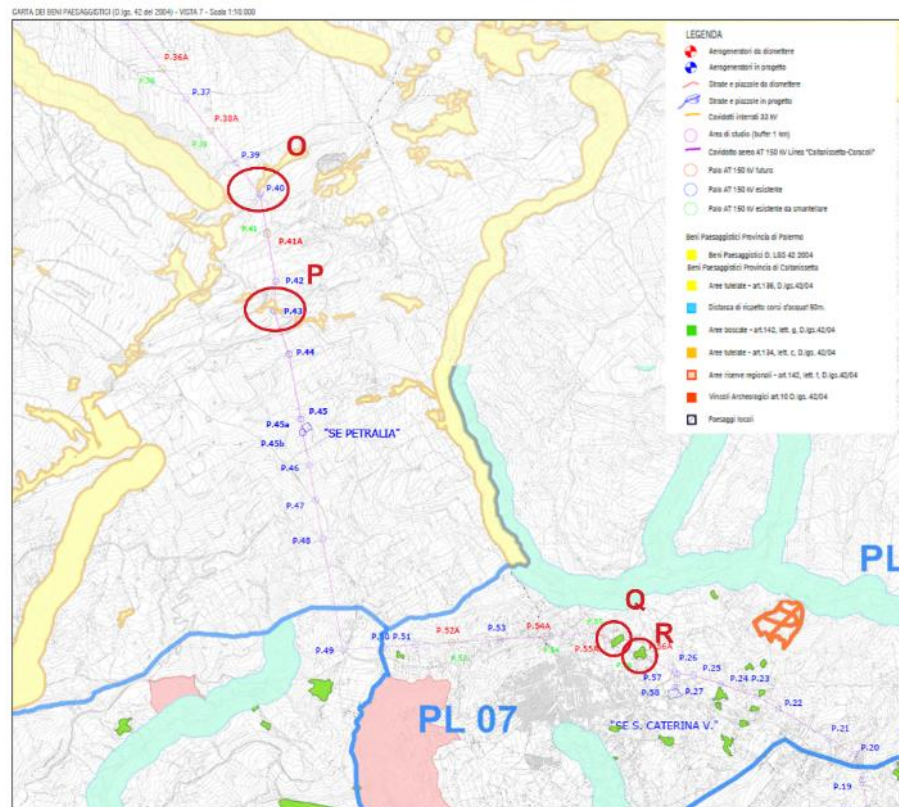 CARTA DEI BENI PAESAGGISTICI (D.lgs. 42 del 2004) - VISTA 7 - Scala 1:10.000
LEGENDA
Aerogeneratori da dismettere
Aerogeneratori in progetto
Strade e piazzole da dismettere
Strade e piazzole in progetto
Cavidotti interrati 33 kV
Area di studio (buffer 1 km)
Cavidotto aereo AT 150 kV Linea "Caltanissetta-Caracoli"
Palo AT 150 kV futuro
Palo AT 150 kV esistente
Palo AT 150 kV esistente da smantellare
Beni Paesaggistici Provincia di Palermo
Beni Paesaggistici D. LGS 42 2004
Beni Paesaggistici Provincia di Caltanissetta
Aree tutelate - art.136, D.lgs.42/04
Distanza di rispetto corsi d'acqua
Aree boscate - art.142, lett. g, D.lgs.42/04
Aree tutelate - art.134, lett. c, D.lgs. 42/04
Aree riserve regionali - art.142, lett. f, D.lgs.42/04
Vincoli Archeologici art.10 D.lgs. 42/04
Paesaggi locali
P.36A
P.37
P.38A
P.39
O
P.40
P.41
P.41A
P
P.42
P.43
P.44
P.45
P.45a
P.45b
"SE PETRALIA"
P.46
P.47
P.48
PL
P.49
P.50 P.51
P.52A
P.53
P.54A
Q
R
P.55A
P.56A
P.57
P.58
P.26
P.25
P.27
P.24 P.23
P.22
P.21
P.20
P.19
PL 07
"SE S. CATERINA V."